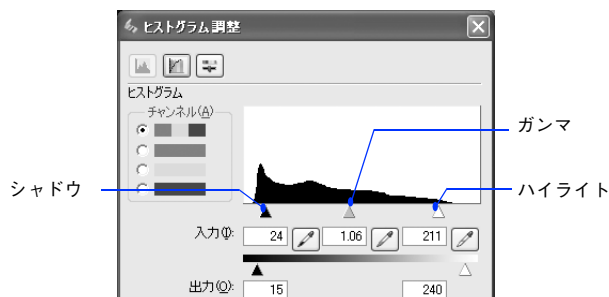 ヒストグラム調整
ヒストグラム
チャンネル(A)
ガンマ
シャドウ
ハイライト
入力(I): 24 1.06 211
出力(O): 15 240